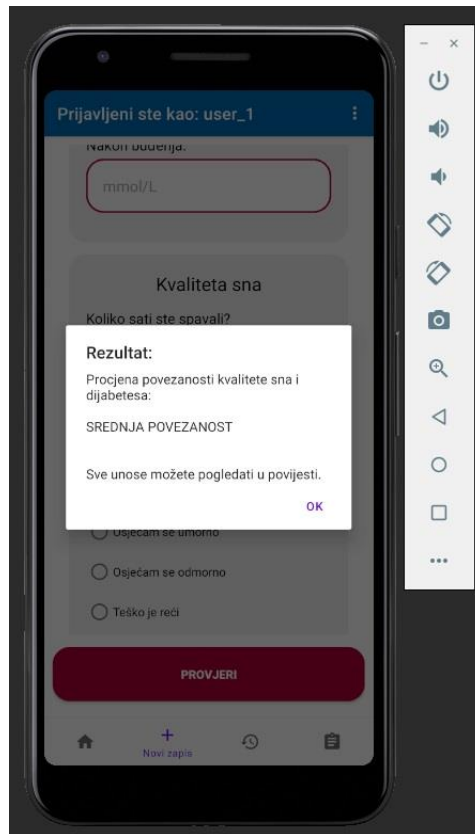 Prijavljeni ste kao: user_1
Nakon buđenja:
mmol/L
Kvaliteta sna
Koliko sati ste spavali?
Rezultat:
Procjena povezanosti kvalitete sna i
dijabetesa:
SREDNJA POVEZANOST
Sve unose možete pogledati u povijesti.
OK
Osjećam se umorno
Osjećam se odmorno
Teško je reći
PROVJERI
Novi zapis